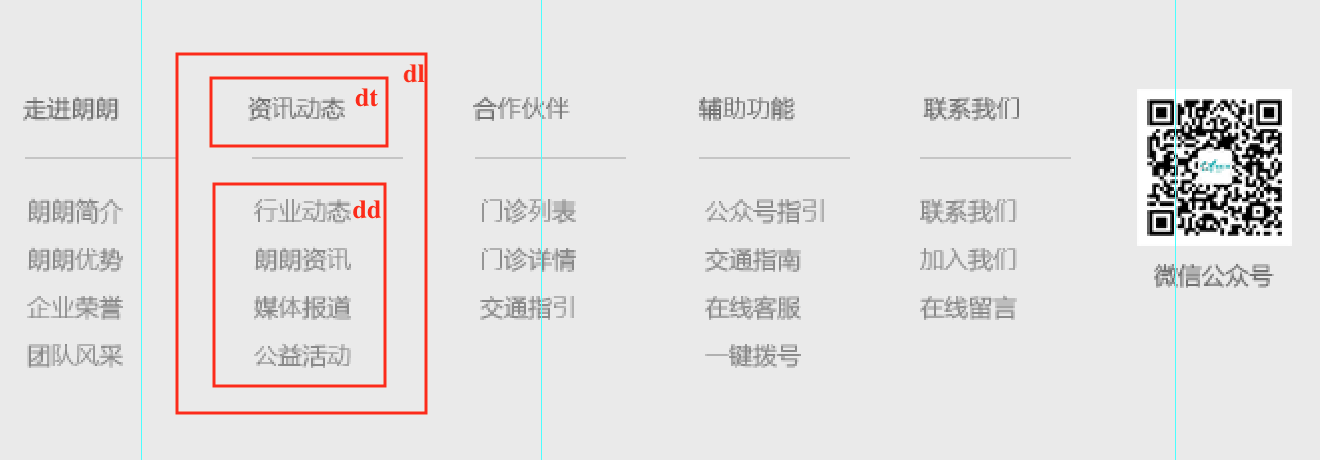 走进朗朗
朗朗简介
朗朗优势
企业荣誉
团队风采
dl
资讯动态 dt
行业动态 dd
朗朗资讯
媒体报道
公益活动
合作伙伴
门诊列表
门诊详情
交通指引
辅助功能
公众号指引
交通指南
在线客服
一键拨号
联系我们
联系我们
加入我们
在线留言
微信公众号